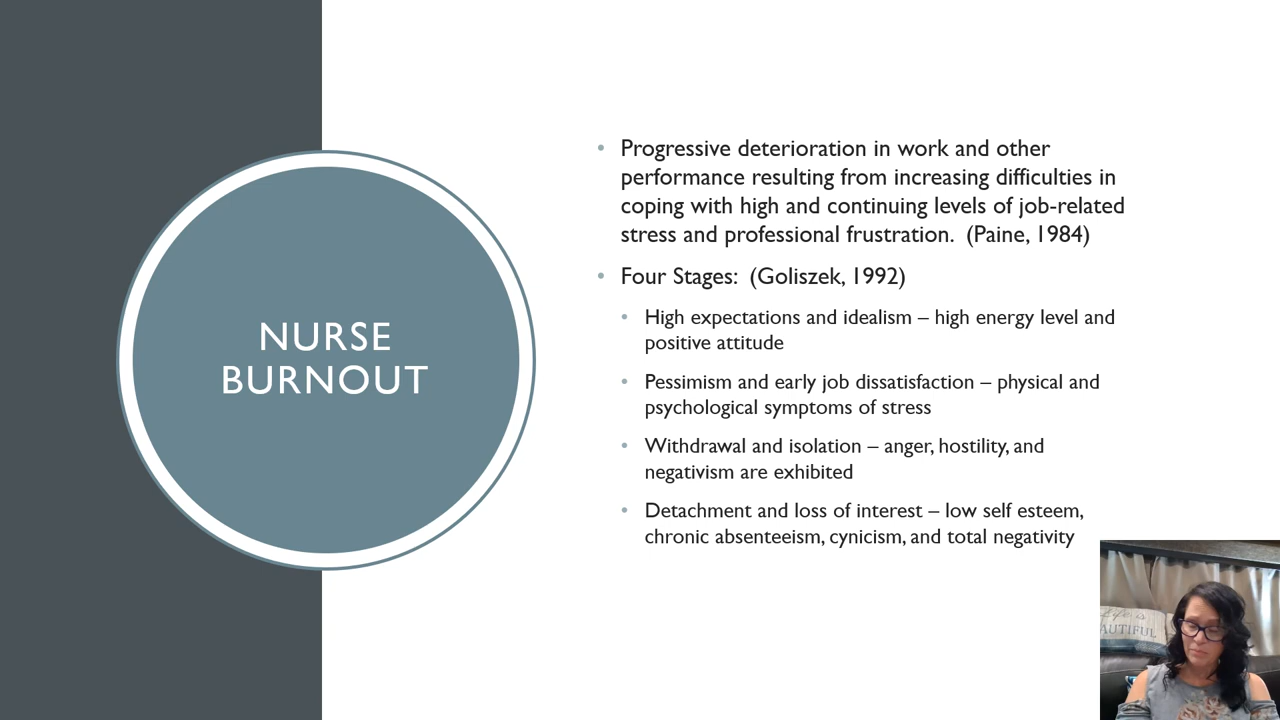 NURSE
BURNOUT
• Progressive deterioration in work and other
performance resulting from increasing difficulties in
coping with high and continuing levels of job-related
stress and professional frustration. (Paine, 1984)
• Four Stages: (Goliszek, 1992)
• High expectations and idealism – high energy level and
positive attitude
• Pessimism and early job dissatisfaction – physical and
psychological symptoms of stress
• Withdrawal and isolation – anger, hostility, and
negativism are exhibited
• Detachment and loss of interest – low self esteem,
chronic absenteeism, cynicism, and total negativity
Life is
AUTIFUL